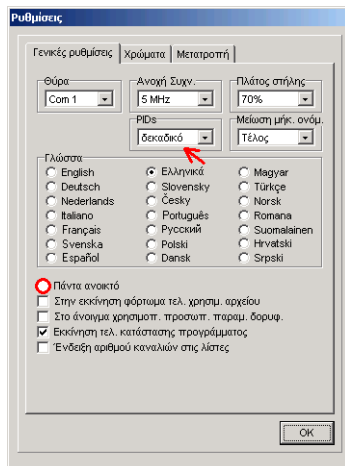 Ρυθμίσεις
Γενικές ρυθμίσεις Χρώματα Μετατροπή
Θύρα Ανοχή Συχν. Πλάτος στήλης
Com 1 5 MHz 70%
PIDs Μείωση μήκ. ονόμ.
δεκαδικό Τέλος
Γλώσσα
English Ελληνικά Magyar
Deutsch Slovensky Türkçe
Nederlands Česky Norsk
Italiano Português Romana
Français Русский Suomalainen
Svenska Polski Hrvatski
Español Dansk Srpski
Πάντα ανοικτό
Στην εκκίνηση φόρτωμα τελ. χρησιμ. αρχείου
Στο άνοιγμα χρησιμοπ. προσωπ. παραμ. δορυφ.
Εκκίνηση τελ. κατάστασης προγράμματος
Ένδειξη αριθμού καναλιών στις λίστες
OK